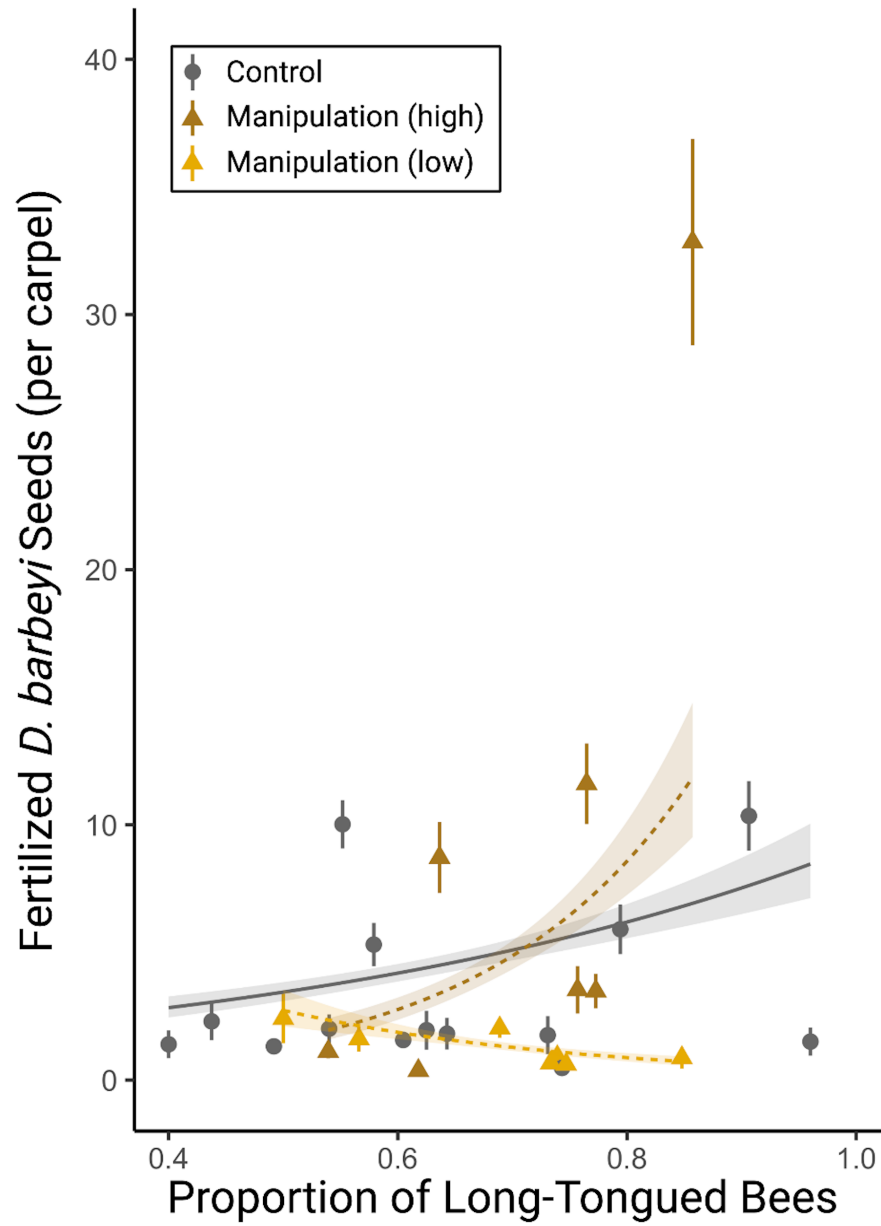 40
30
20
10
0
Fertilized D. barbeyi Seeds (per carpel)
Control
Manipulation (high)
Manipulation (low)
0.4 0.6 0.8 1.0
Proportion of Long-Tongued Bees